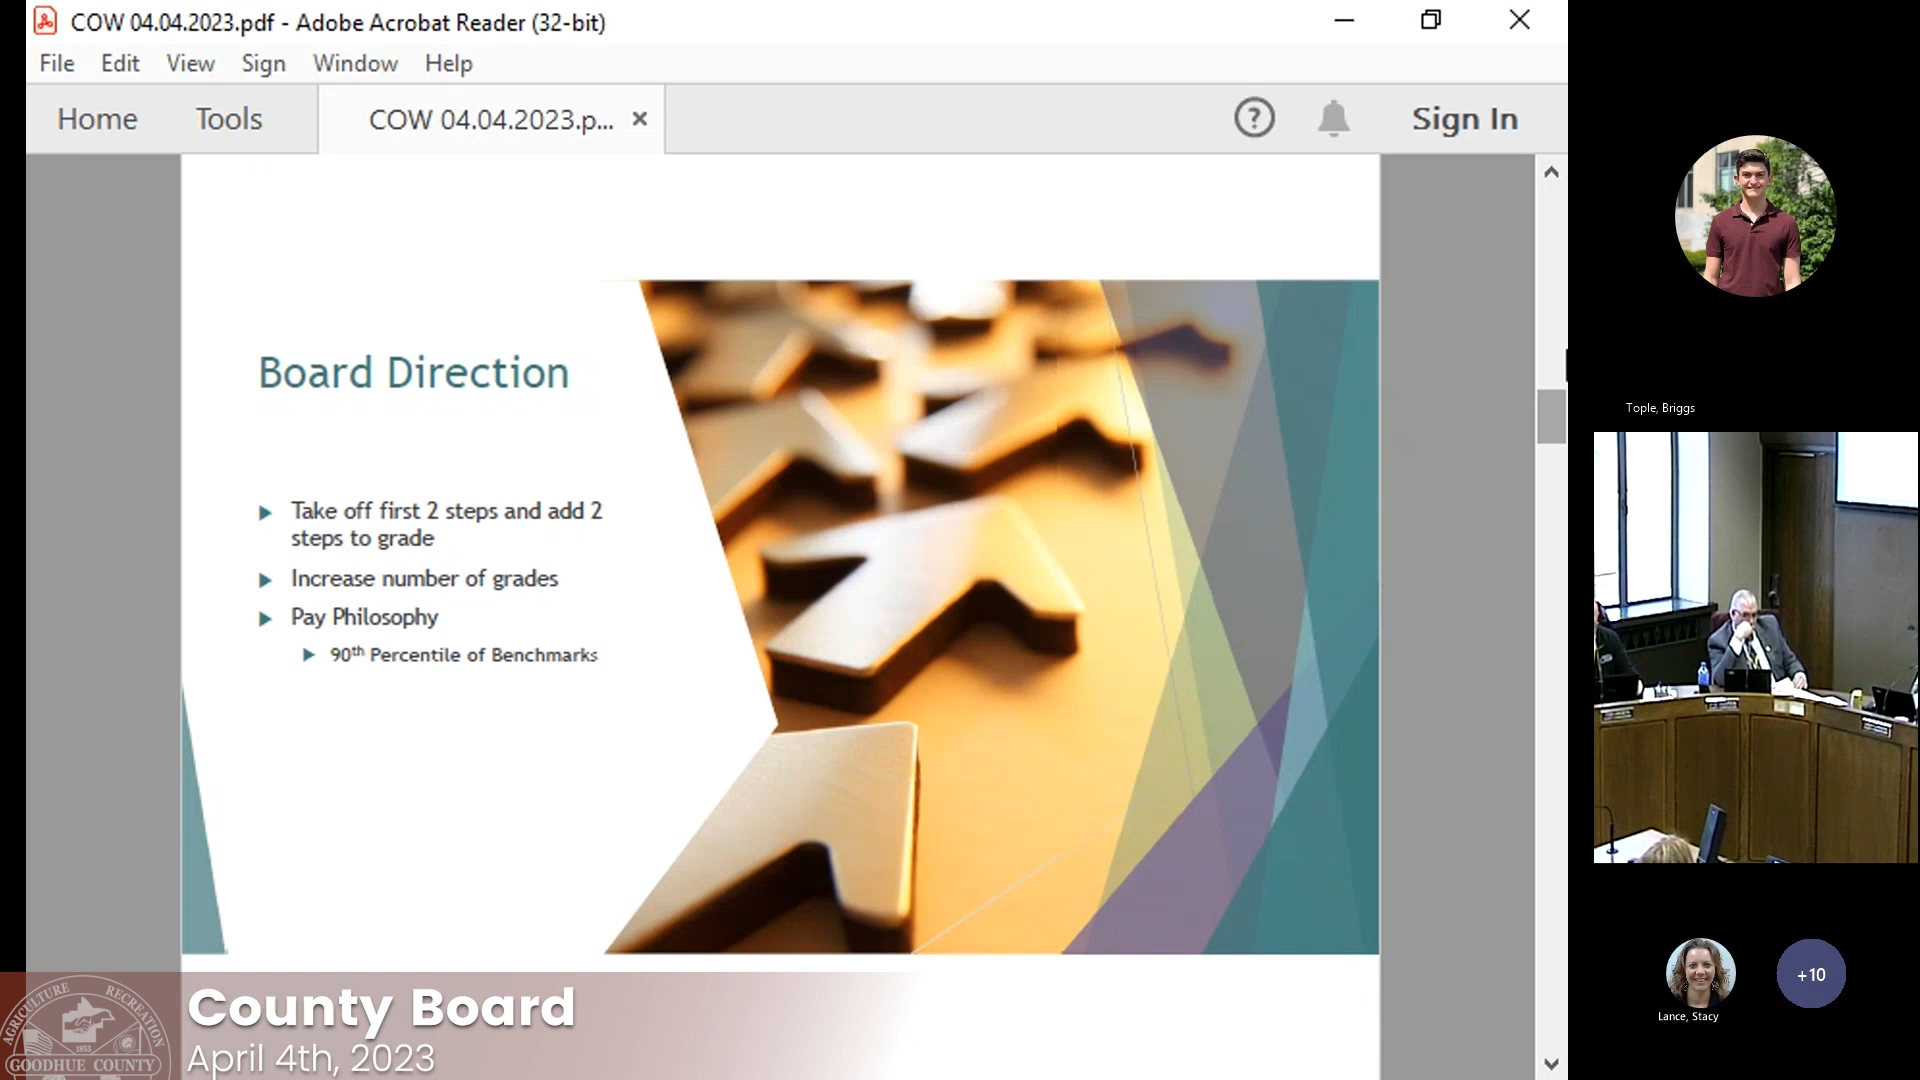 COW 04.04.2023.pdf - Adobe Acrobat Reader (32-bit)
File Edit View Sign Window Help
Home Tools COW 04.04.2023.p... × ? Sign In
Board Direction
Take off first 2 steps and add 2
steps to grade
Increase number of grades
Pay Philosophy
90th Percentile of Benchmarks
Tople, Briggs
Lance, Stacy
+10
County Board
April 4th, 2023
AGRICULTURE RECREATION
1853
GOODHUE COUNTY